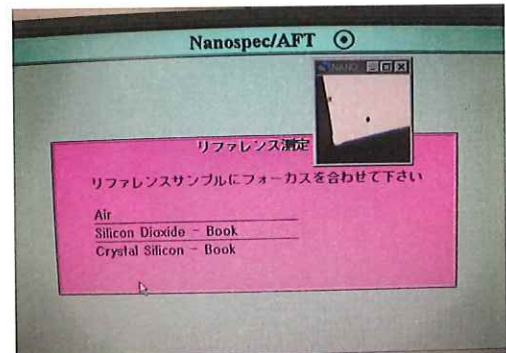 Nanospec/AFT
NANO
リファレンス測定
リファレンスサンプルにフォーカスを合わせて下さい
Air
Silicon Dioxide - Book
Crystal Silicon - Book